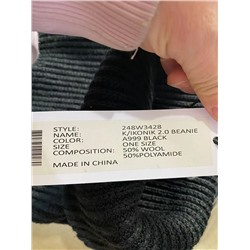 STYLE: 248W3428
NAME: K/IKONIK 2.0 BEANIE
COLOR: A999 BLACK
SIZE ONE SIZE
COMPOSITION: 50% WOOL
50%POLYAMIDE
MADE IN CHINA